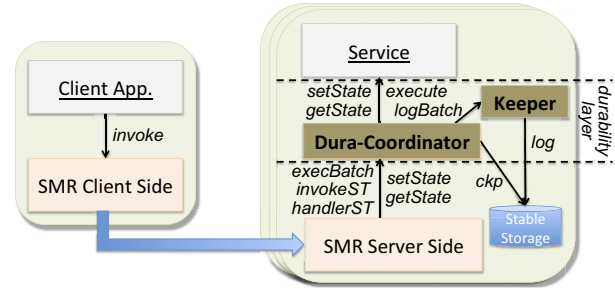 Client App.
invoke
SMR Client Side
Service
setState
getState
execute
logBatch
Keeper
durability
layer
Dura-Coordinator
log
execBatch
invokeST
handlerST
setState
getState
ckp
Stable
Storage
SMR Server Side